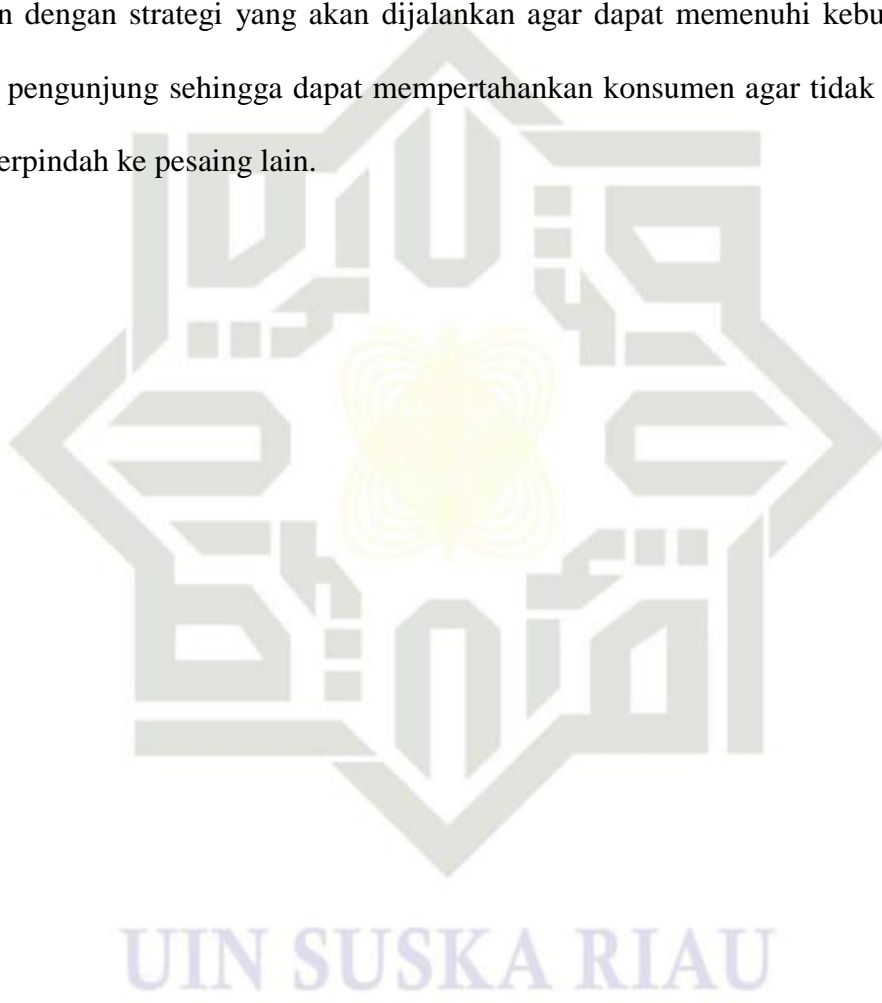 n dengan strategi yang akan dijalankan agar dapat memenuhi kebu
pengunjung sehingga dapat mempertahankan konsumen agar tidak
erpindah ke pesaing lain.
UIN SUSKA RIAU